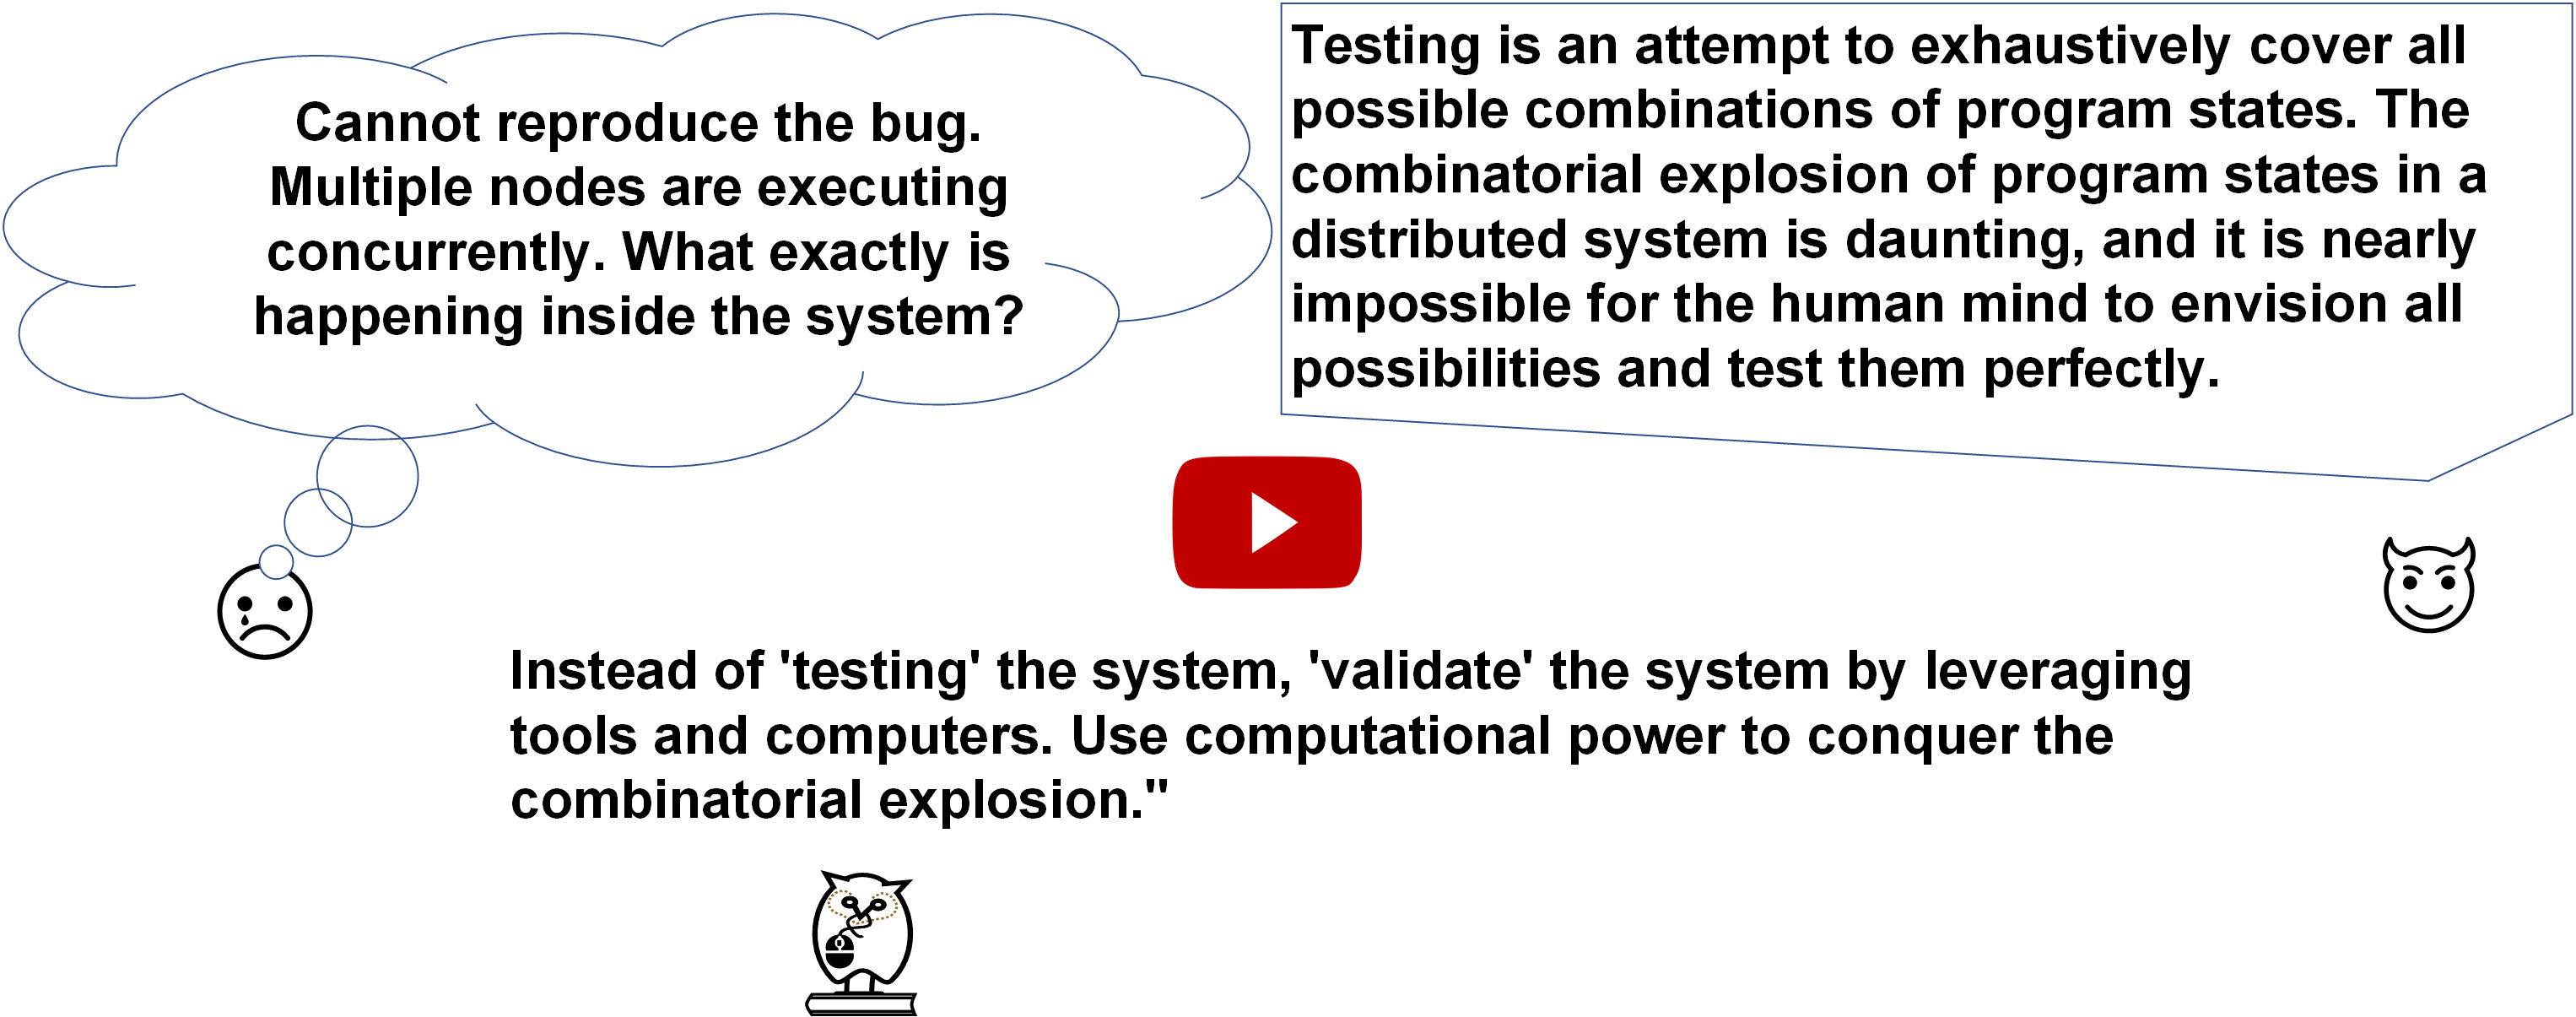 Cannot reproduce the bug.
Multiple nodes are executing
concurrently. What exactly is
happening inside the system?
Testing is an attempt to exhaustively cover all
possible combinations of program states. The
combinatorial explosion of program states in a
distributed system is daunting, and it is nearly
impossible for the human mind to envision all
possibilities and test them perfectly.
Instead of 'testing' the system, 'validate' the system by leveraging
tools and computers. Use computational power to conquer the
combinatorial explosion."